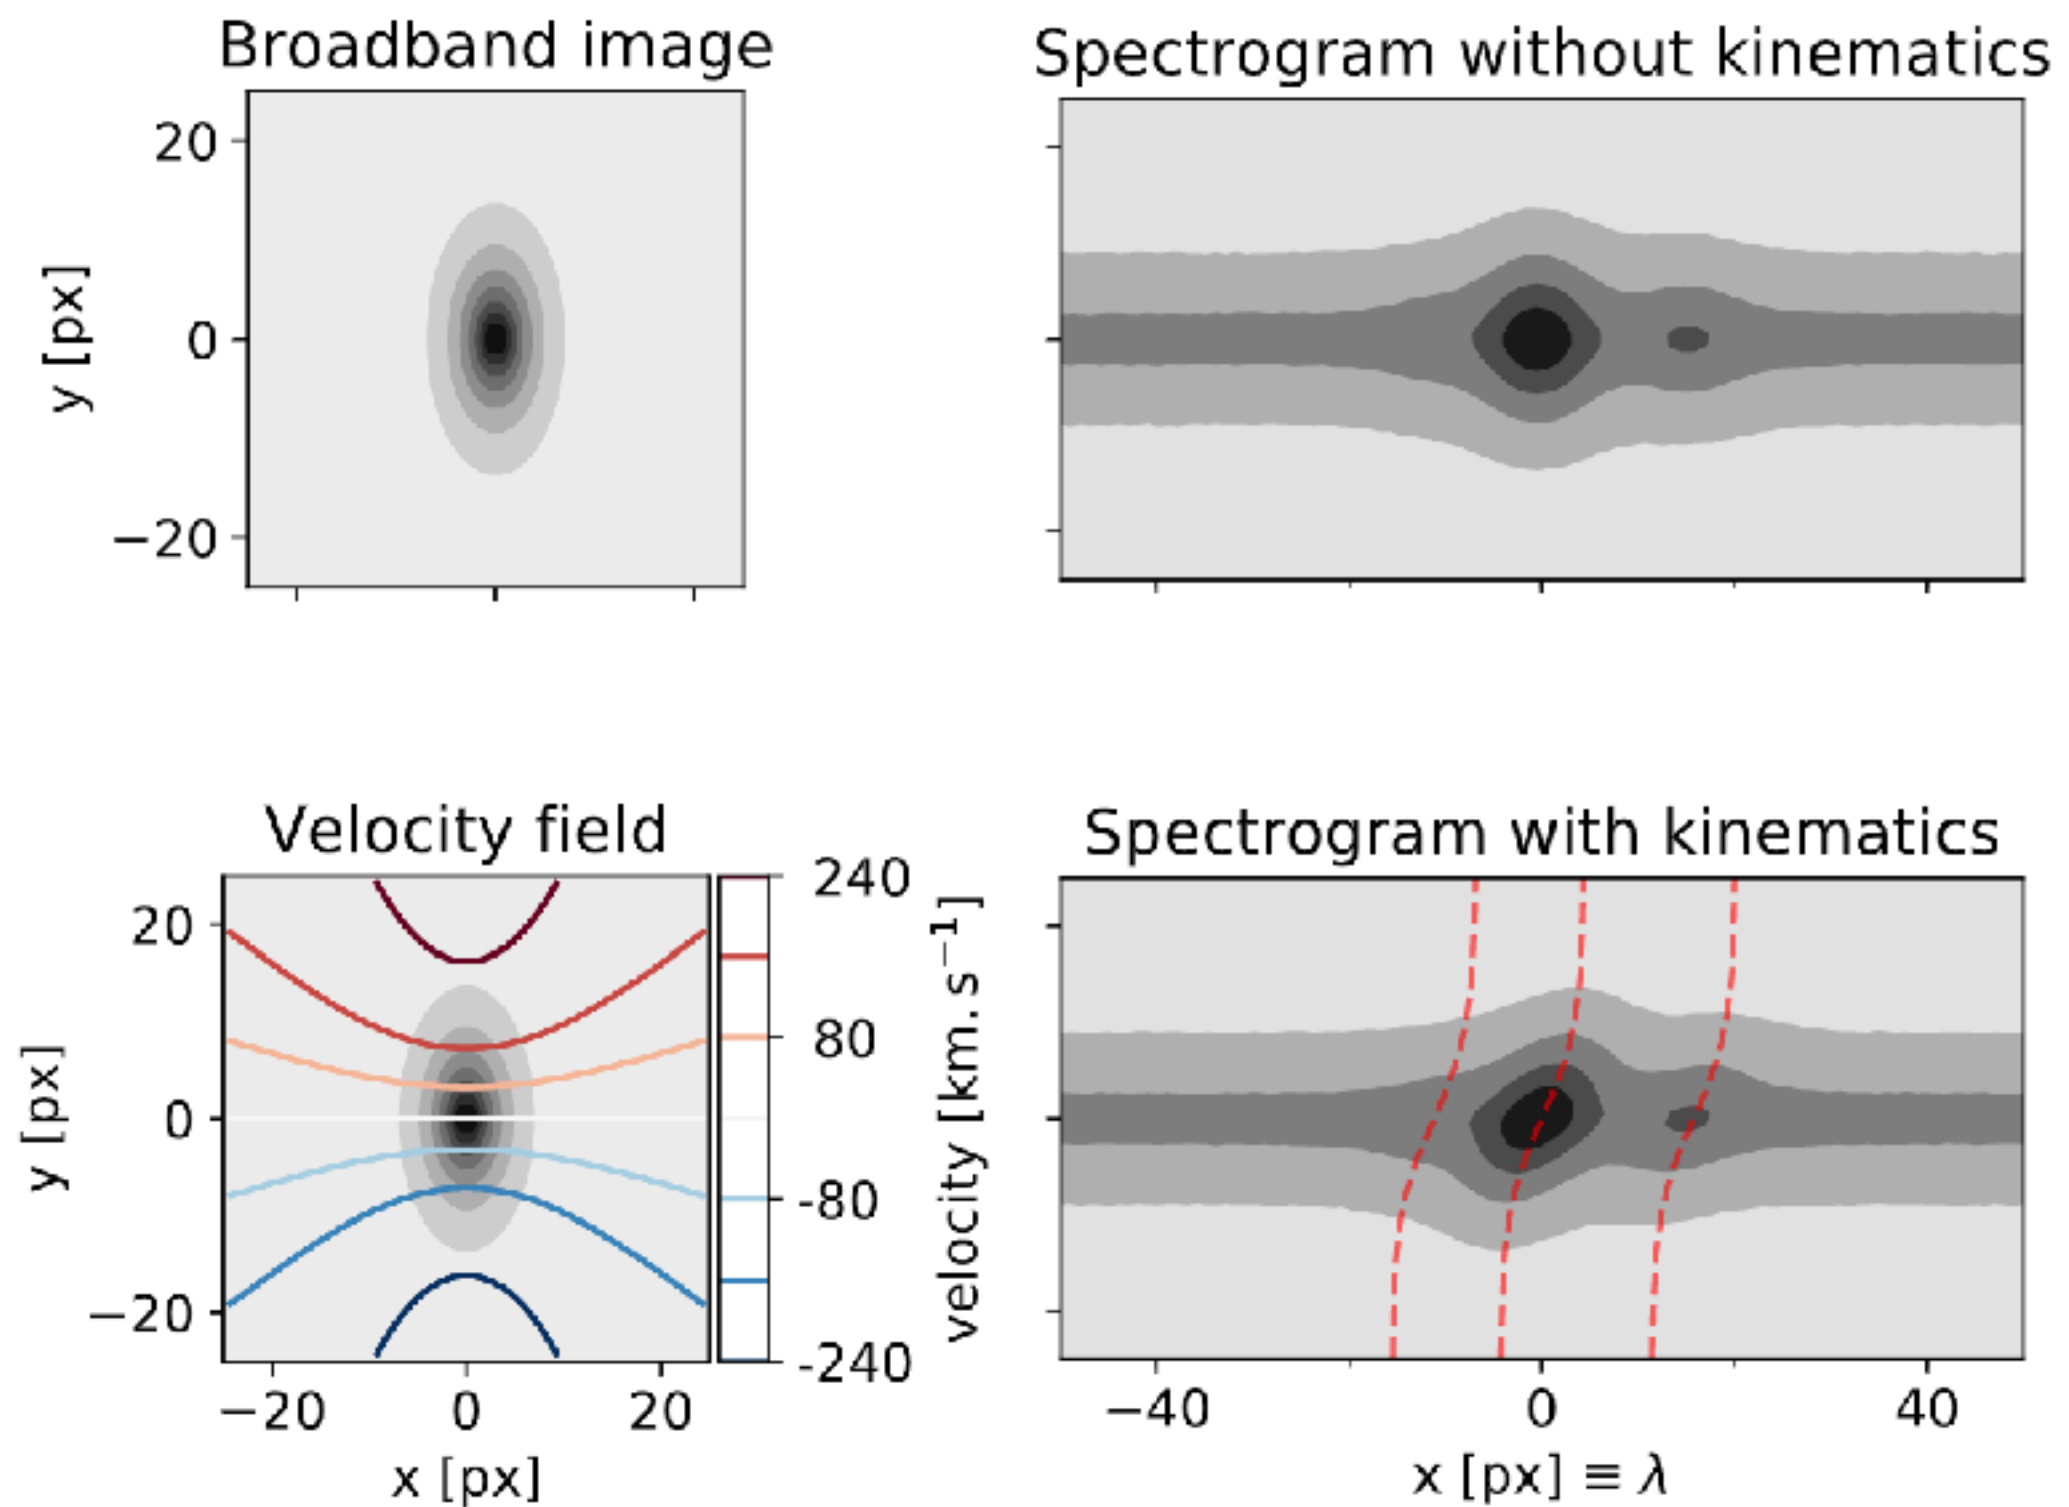 Broadband image
Spectrogram without kinematics
20
0
−20
y [px]
Velocity field
Spectrogram with kinematics
20
0
−20
y [px]
−20 0 20
x [px]
240
80
-80
-240
velocity [km. s⁻¹]
−40 0 40
x [px] ≡ λ